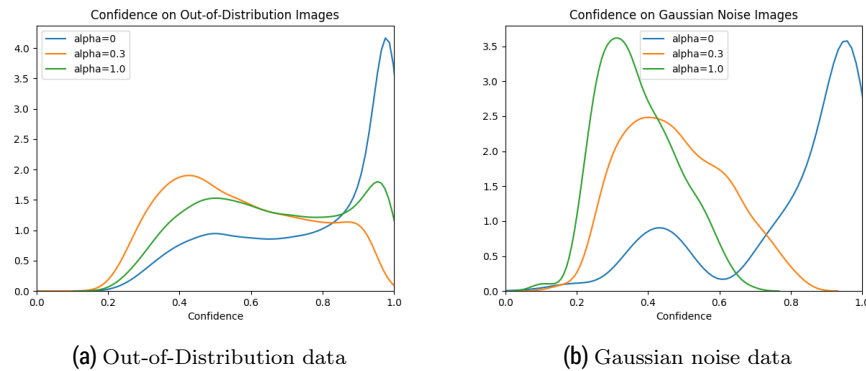 Confidence on Out-of-Distribution Images
alpha=0
alpha=0.3
alpha=1.0
4.0
3.5
3.0
2.5
2.0
1.5
1.0
0.5
0.0
0.0 0.2 0.4 0.6 0.8 1.0
Confidence
(a) Out-of-Distribution data
Confidence on Gaussian Noise Images
alpha=0
alpha=0.3
alpha=1.0
3.5
3.0
2.5
2.0
1.5
1.0
0.5
0.0
0.0 0.2 0.4 0.6 0.8 1.0
Confidence
(b) Gaussian noise data